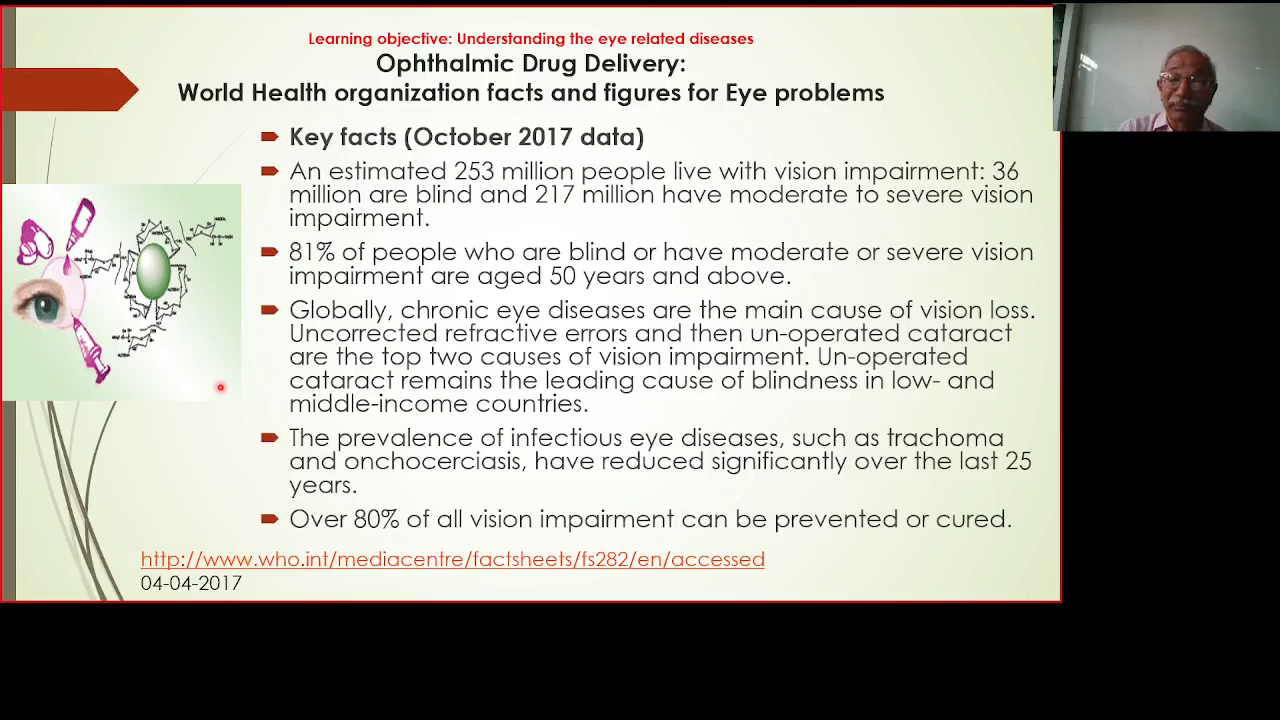 Learning objective: Understanding the eye related diseases
Ophthalmic Drug Delivery:
World Health organization facts and figures for Eye problems
Key facts (October 2017 data)
An estimated 253 million people live with vision impairment: 36
million are blind and 217 million have moderate to severe vision
impairment.
81% of people who are blind or have moderate or severe vision
impairment are aged 50 years and above.
Globally, chronic eye diseases are the main cause of vision loss.
Uncorrected refractive errors and then un-operated cataract
are the top two causes of vision impairment. Un-operated
cataract remains the leading cause of blindness in low- and
middle-income countries.
The prevalence of infectious eye diseases, such as trachoma
and onchocerciasis, have reduced significantly over the last 25
years.
Over 80% of all vision impairment can be prevented or cured.
http://www.who.int/mediacentre/factsheets/fs282/en/accessed
04-04-2017